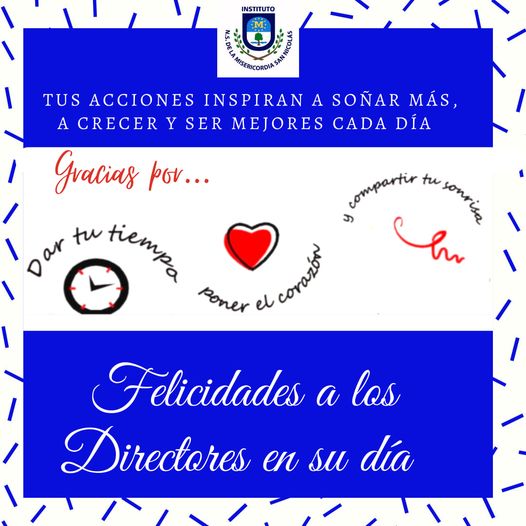 INSTITUTO
N.S. DE LA MISERICORDIA SAN NICOLAS
M
TUS ACCIONES INSPIRAN A SOÑAR MÁS,
A CRECER Y SER MEJORES CADA DÍA
Gracias por...
Dar tu tiempo
poner el corazón
y compartir tu sonrisa
Felicidades a los
Directores en su día